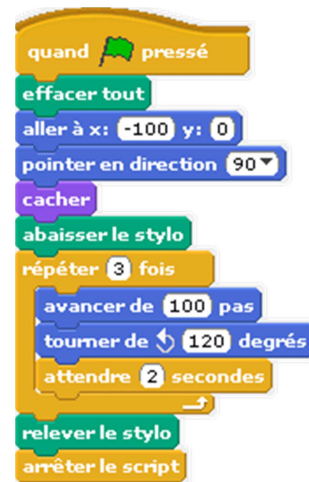 quand pressé
effacer tout
aller à x: -100 y: 0
pointer en direction 90
cacher
abaisser le stylo
répéter 3 fois
avancer de 100 pas
tourner de 120 degrés
attendre 2 secondes
relever le stylo
arrêter le script